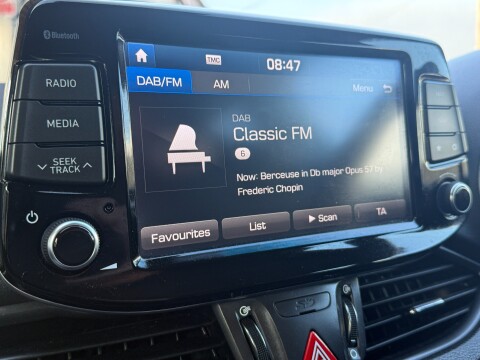 Bluetooth
TMC
08:47
DAB/FM
AM
Menu
RADIO
MEDIA
SEEK
TRACK
DAB
Classic FM
6
Now: Berceuse in Db major Opus 57 by
Frederic Chopin
Favourites
List
Scan
TA